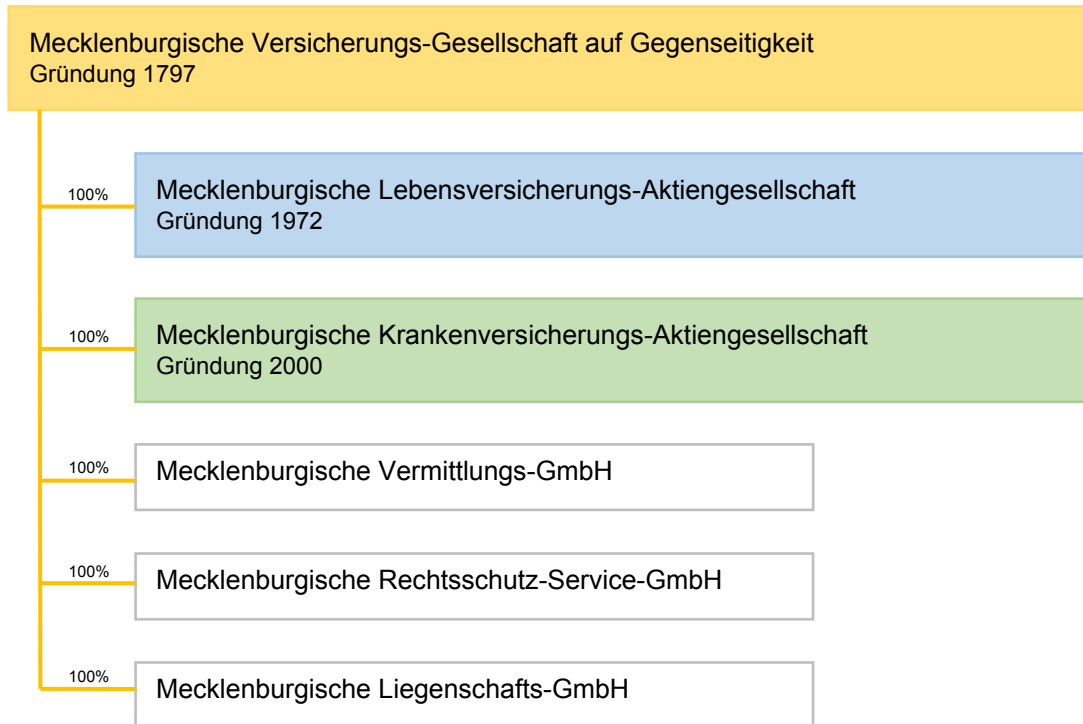 Mecklenburgische Versicherungs-Gesellschaft auf Gegenseitigkeit
Gründung 1797
100%
Mecklenburgische Lebensversicherungs-Aktiengesellschaft
Gründung 1972
100%
Mecklenburgische Krankenversicherungs-Aktiengesellschaft
Gründung 2000
100%
Mecklenburgische Vermittlungs-GmbH
100%
Mecklenburgische Rechtsschutz-Service-GmbH
100%
Mecklenburgische Liegenschafts-GmbH